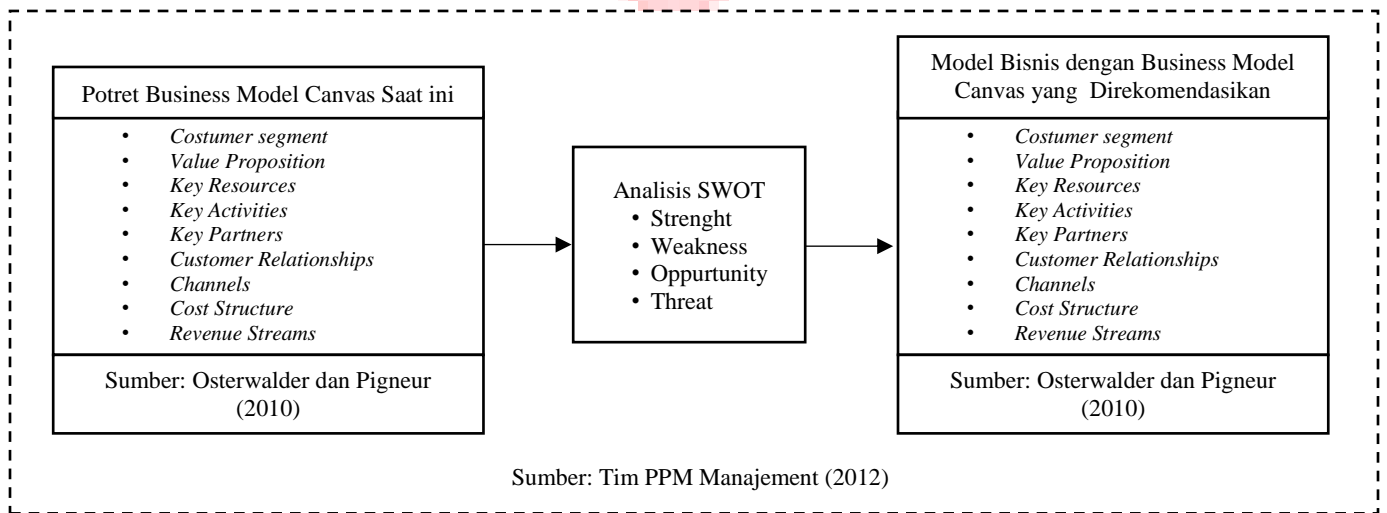 Potret Business Model Canvas Saat ini
• Costumer segment
• Value Proposition
• Key Resources
• Key Activities
• Key Partners
• Customer Relationships
• Channels
• Cost Structure
• Revenue Streams
Sumber: Osterwalder dan Pigneur
(2010)
Analisis SWOT
• Strenght
• Weakness
• Oppurtunity
• Threat
Model Bisnis dengan Business Model
Canvas yang Direkomendasikan
• Costumer segment
• Value Proposition
• Key Resources
• Key Activities
• Key Partners
• Customer Relationships
• Channels
• Cost Structure
• Revenue Streams
Sumber: Osterwalder dan Pigneur
(2010)
Sumber: Tim PPM Manajement (2012)